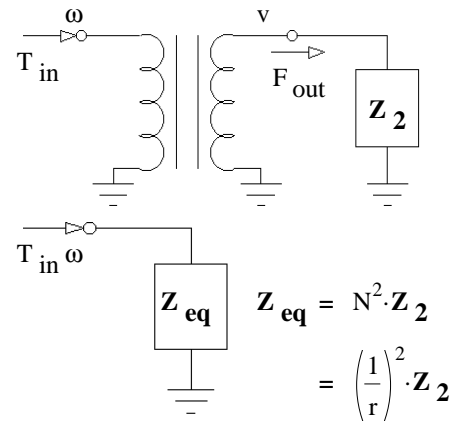 ω v
T in F out
Z 2
T in ω
Z eq Z eq = N²·Z 2
= (1/r)²·Z 2